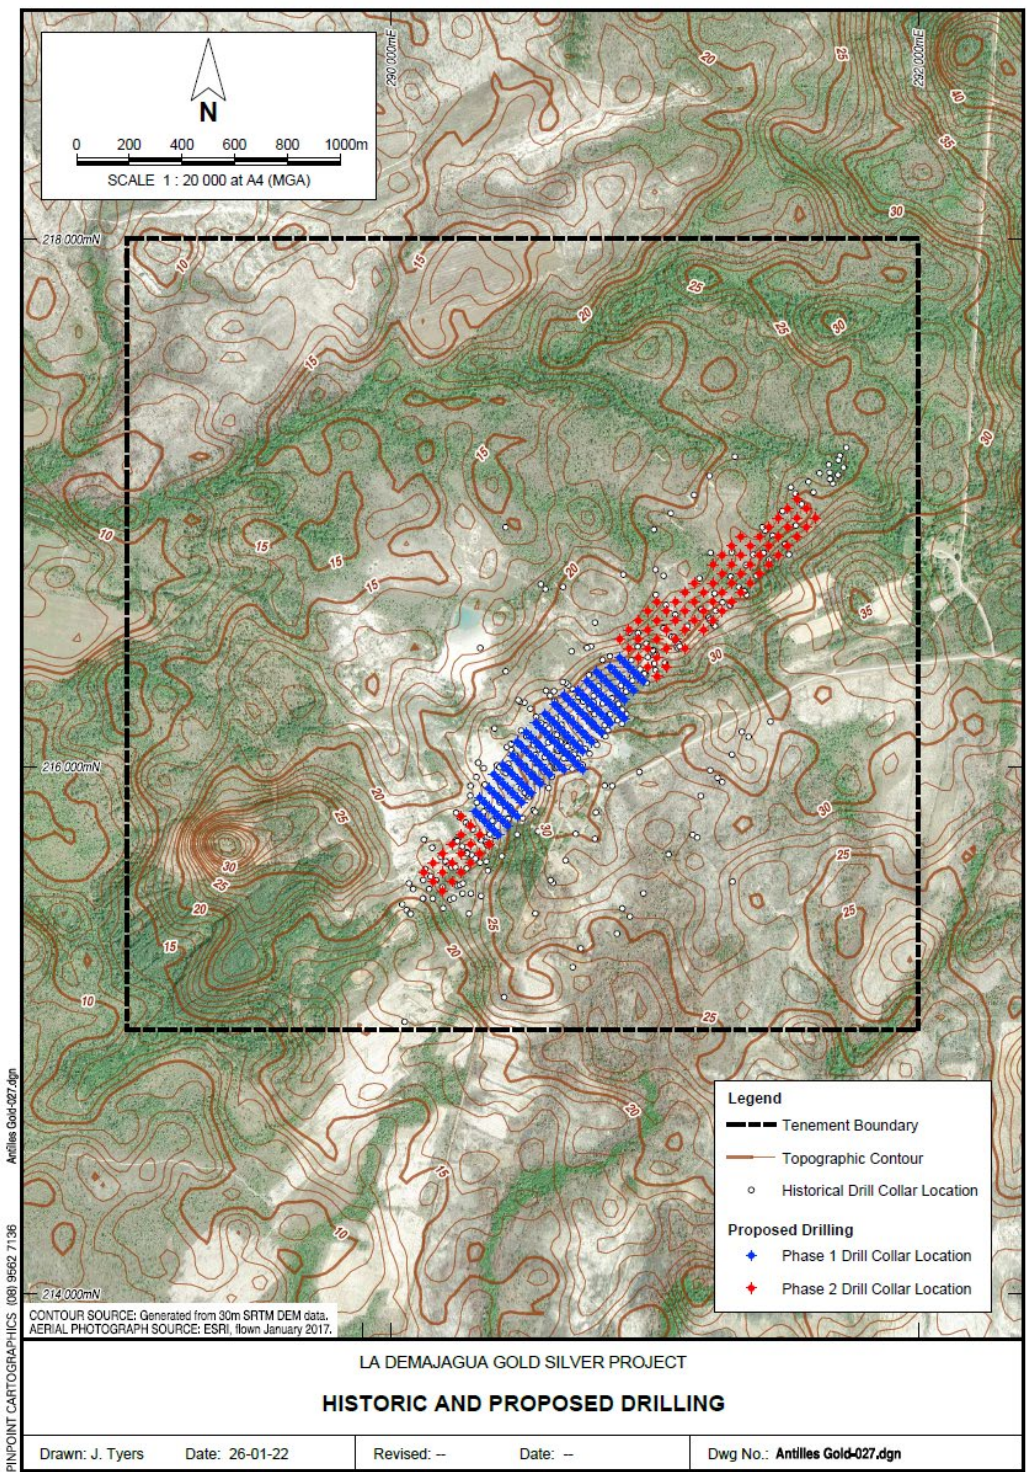 290 000mE
292 000mE
N
0 200 400 600 800 1000m
SCALE 1 : 20 000 at A4 (MGA)
20
25
40
35
30
218 000mN
10
15
25
20
25
30
15
30
15
10
15
15
15
20
35
30
216 000mN
20
25
30
30
30
25
25
20
25
25
15
20
10
25
20
15
10
214 000mN
Legend
Tenement Boundary
Topographic Contour
Historical Drill Collar Location
Proposed Drilling
Phase 1 Drill Collar Location
Phase 2 Drill Collar Location
CONTOUR SOURCE: Generated from 30m SRTM DEM data.
AERIAL PHOTOGRAPH SOURCE: ESRI, flown January 2017.
PINPOINT CARTOGRAPHICS (08) 9562 7136 Antilles Gold-027.dgn
LA DEMAJAGUA GOLD SILVER PROJECT
HISTORIC AND PROPOSED DRILLING
Drawn: J. Tyers Date: 26-01-22 Revised: -- Date: -- Dwg No.: Antilles Gold-027.dgn